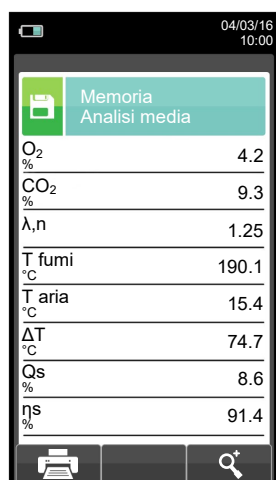 04/03/16
10:00
Memoria
Analisi media
O2
% 4.2
CO2
% 9.3
λ,n 1.25
T fumi
°C 190.1
T aria
°C 15.4
ΔT
°C 74.7
Qs
% 8.6
ηs
% 91.4